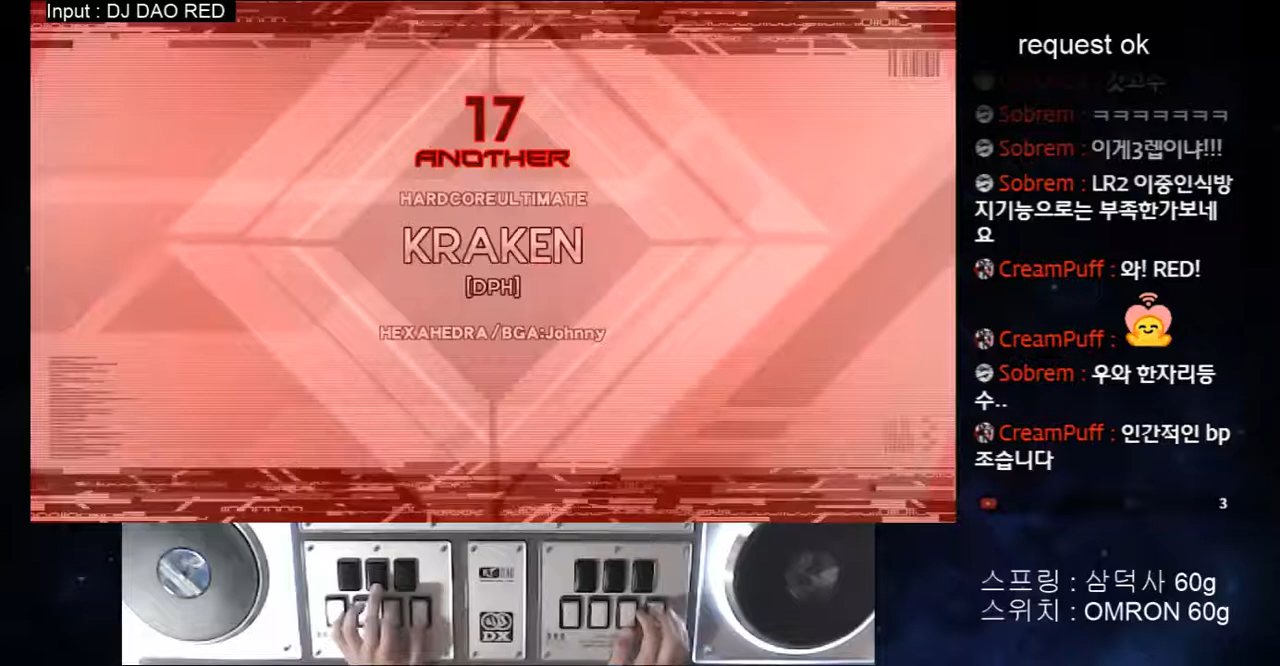 Input : DJ DAO RED
17
ANOTHER
HARDCOREULTIMATE
KRAKEN
[DPH]
HEXAHEDRA/BGA:Johnny
DX
request ok
Sobrem : ㅋㅋㅋㅋㅋㅋㅋ
Sobrem : 이게3렙이냐!!!
Sobrem : LR2 이중인식방
지기능으로는 부족한가보네
요
CreamPuff : 와! RED!
CreamPuff :
Sobrem : 우와 한자리등
수..
CreamPuff : 인간적인 bp
조습니다
3
스프링 : 삼덕사 60g
스위치 : OMRON 60g